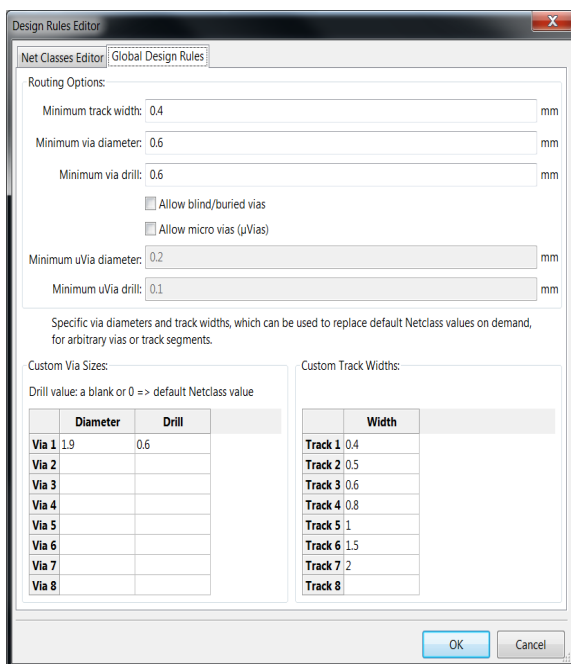 Design Rules Editor
X
Net Classes Editor Global Design Rules
Routing Options:
Minimum track width: 0.4 mm
Minimum via diameter: 0.6 mm
Minimum via drill: 0.6 mm
Allow blind/buried vias
Allow micro vias (µVias)
Minimum uVia diameter: 0.2 mm
Minimum uVia drill: 0.1 mm
Specific via diameters and track widths, which can be used to replace default Netclass values on demand,
for arbitrary vias or track segments.
Custom Via Sizes:
Drill value: a blank or 0 => default Netclass value
Diameter Drill
Via 1 1.9 0.6
Via 2
Via 3
Via 4
Via 5
Via 6
Via 7
Via 8
Custom Track Widths:
Width
Track 1 0.4
Track 2 0.5
Track 3 0.6
Track 4 0.8
Track 5 1
Track 6 1.5
Track 7 2
Track 8
OK Cancel